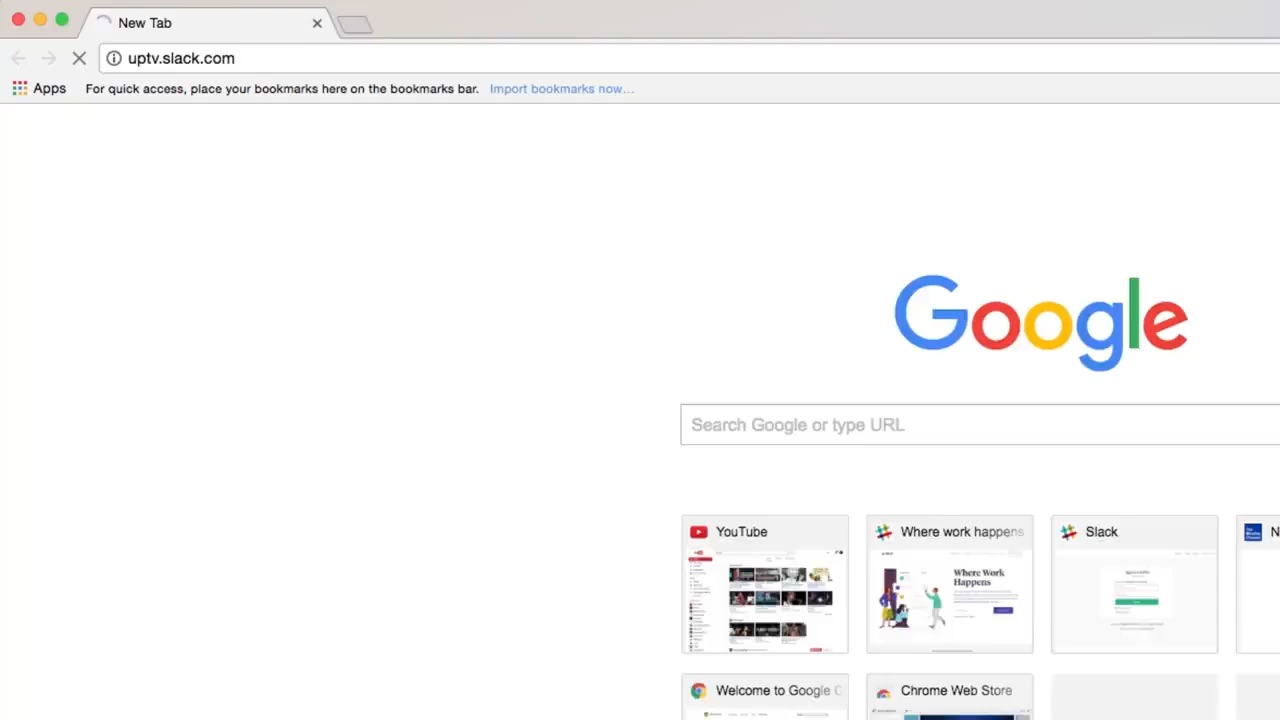 New Tab
uptv.slack.com
Apps For quick access, place your bookmarks here on the bookmarks bar. Import bookmarks now...
Google
Search Google or type URL
YouTube Where work happens Slack N
Where Work
Happens
Welcome to Google C Chrome Web Store